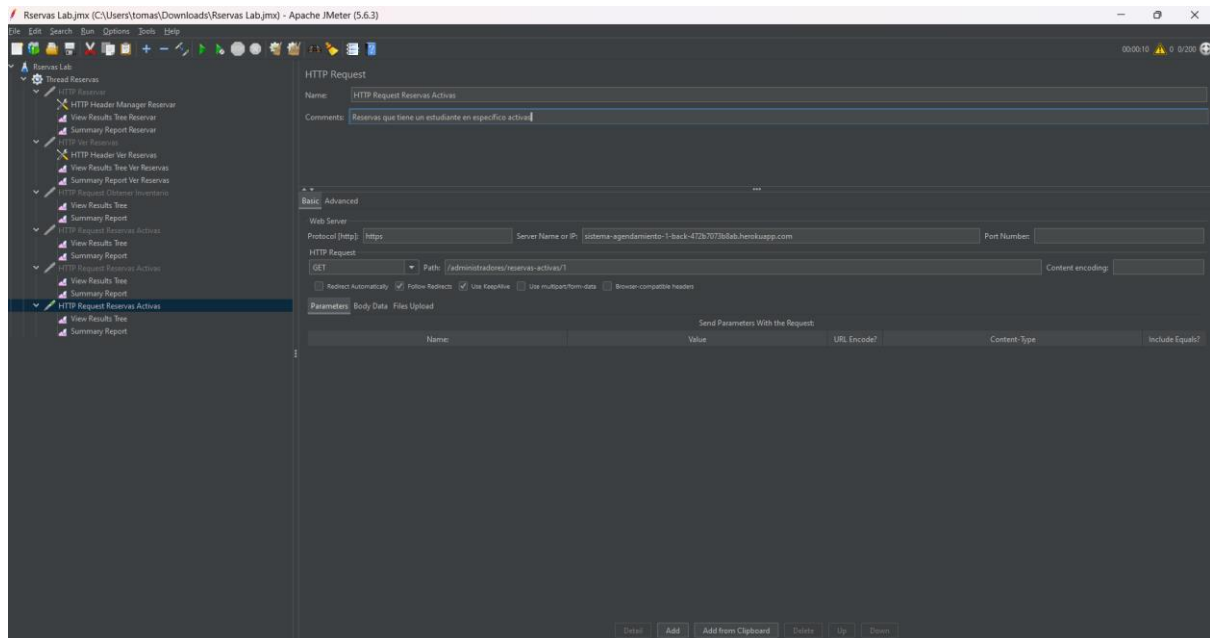 Rservas Lab.jmx (C:\Users\tomas\Downloads\Rservas Lab.jmx) - Apache JMeter (5.6.3)
File Edit Search Run Options Tools Help
00:00:10 0 0/200
Rservas Lab
Thread Reservas
HTTP Reservar
HTTP Header Manager Reservar
View Results Tree Reservar
Summary Report Reservar
HTTP Ver Reservas
HTTP Header Ver Reservas
View Results Tree Ver Reservas
Summary Report Ver Reservas
HTTP Request Obtener Inventario
View Results Tree
Summary Report
HTTP Request Reservas Activas
View Results Tree
Summary Report
HTTP Request Reservas Activas
View Results Tree
Summary Report
HTTP Request Reservas Activas
View Results Tree
Summary Report
HTTP Request
Name: HTTP Request Reservas Activas
Comments: Reservas que tiene un estudiante en especifico activas
Basic Advanced
Web Server
Protocol [http]: https Server Name or IP: sistema-agendamiento-1-back-472b7073b8ab.herokuapp.com Port Number:
HTTP Request
GET Path: /administradores/reservas-activas/1 Content encoding:
Redirect Automatically Follow Redirects Use KeepAlive Use multipart/form-data Browser-compatible headers
Parameters Body Data Files Upload
Send Parameters With the Request:
Name: Value URL Encode? Content-Type Include Equals?
Detail Add Add from Clipboard Delete Up Down